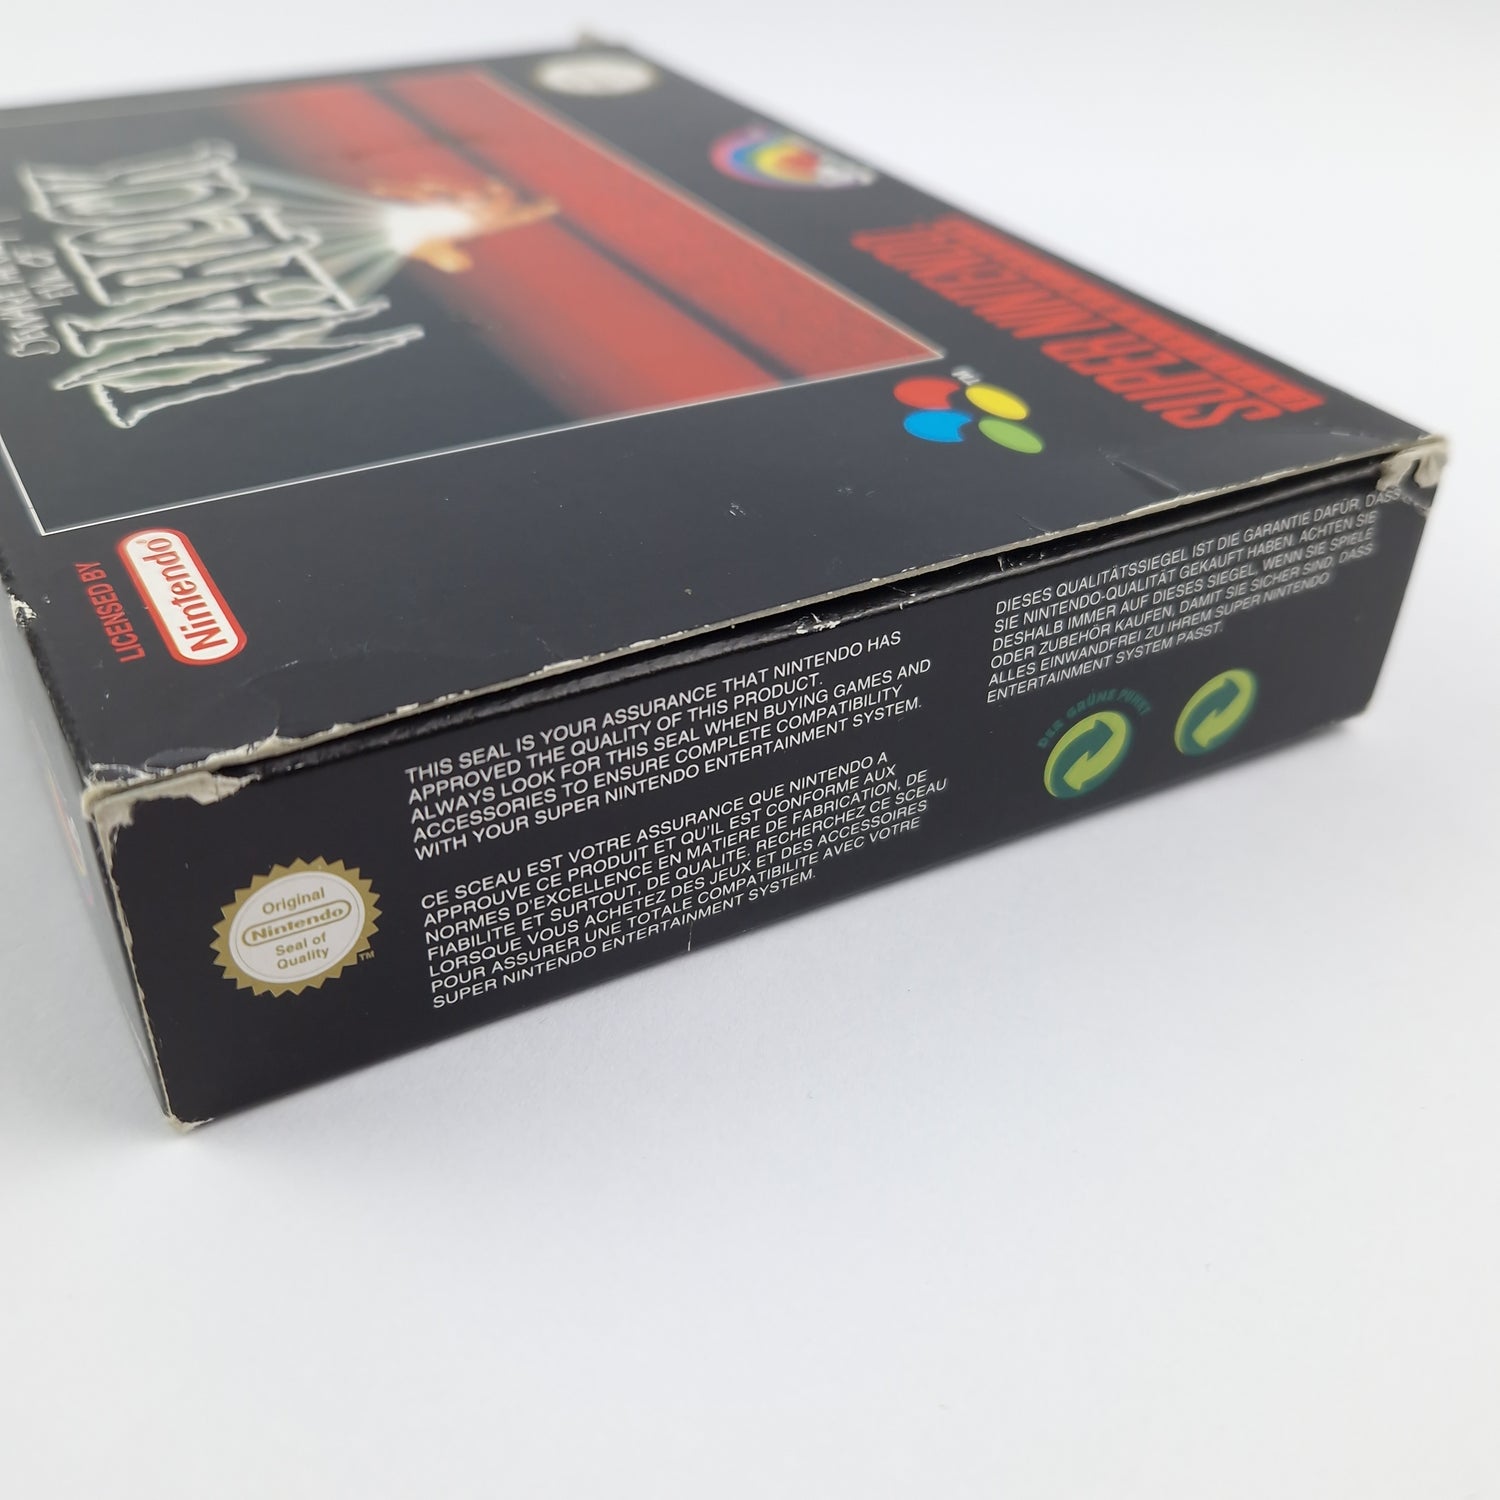 SUPER NINTENDO
TM
LICENSED BY
Nintendo®
THIS SEAL IS YOUR ASSURANCE THAT NINTENDO HAS
APPROVED THE QUALITY OF THIS PRODUCT.
ALWAYS LOOK FOR THIS SEAL WHEN BUYING GAMES AND
ACCESSORIES TO ENSURE COMPLETE COMPATIBILITY
WITH YOUR SUPER NINTENDO ENTERTAINMENT SYSTEM.
CE SCEAU EST VOTRE ASSURANCE QUE NINTENDO A
APPROUVE CE PRODUIT ET QU'IL EST CONFORME AUX
NORMES D'EXCELLENCE EN MATIERE DE FABRICATION, DE
FIABILITE ET SURTOUT, DE QUALITE. RECHERCHEZ CE SCEAU
LORSQUE VOUS ACHETEZ DES JEUX ET DES ACCESSOIRES
POUR ASSURER UNE TOTALE COMPATIBILITE AVEC VOTRE
SUPER NINTENDO ENTERTAINMENT SYSTEM.
DIESES QUALITÄTSSIEGEL IST DIE GARANTIE DAFÜR, DASS
SIE NINTENDO-QUALITÄT GEKAUFT HABEN. ACHTEN SIE
DESHALB IMMER AUF DIESES SIEGEL, WENN SIE SPIELE
ODER ZUBEHÖR KAUFEN, DAMIT SIE SICHER SIND, DASS
ALLES EINWANDFREI ZU IHREM SUPER NINTENDO
ENTERTAINMENT SYSTEM PASST.
DER GRÜNE PUNKT
Original
Nintendo
Seal of
Quality
TM